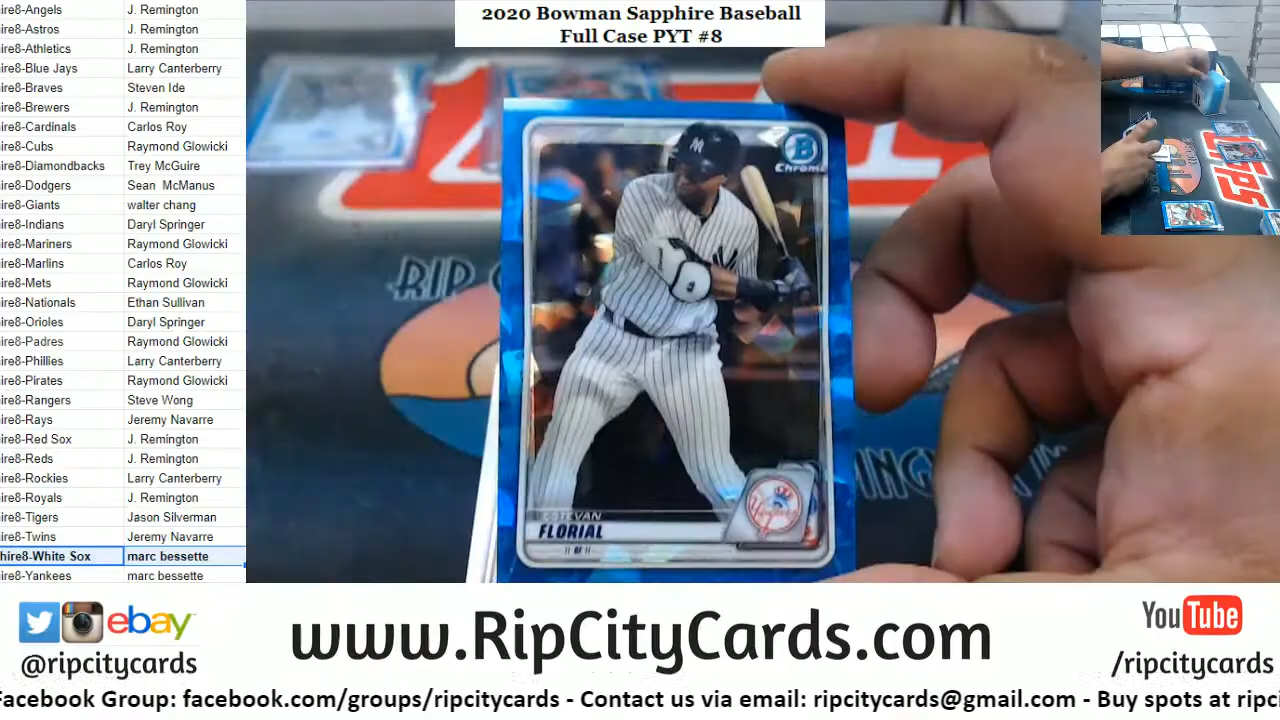 2020 Bowman Sapphire Baseball
Full Case PYT #8
ire8-Angels J. Remington
ire8-Astros J. Remington
ire8-Athletics J. Remington
ire8-Blue Jays Larry Canterberry
ire8-Braves Steven Ide
ire8-Brewers J. Remington
ire8-Cardinals Carlos Roy
ire8-Cubs Raymond Glowicki
ire8-Diamondbacks Trey McGuire
ire8-Dodgers Sean McManus
ire8-Giants walter chang
ire8-Indians Daryl Springer
ire8-Mariners Raymond Glowicki
ire8-Marlins Carlos Roy
ire8-Mets Raymond Glowicki
ire8-Nationals Ethan Sullivan
ire8-Orioles Daryl Springer
ire8-Padres Raymond Glowicki
ire8-Phillies Larry Canterberry
ire8-Pirates Raymond Glowicki
ire8-Rangers Steve Wong
ire8-Rays Jeremy Navarre
ire8-Red Sox J. Remington
ire8-Reds J. Remington
ire8-Rockies Larry Canterberry
ire8-Royals J. Remington
ire8-Tigers Jason Silverman
ire8-Twins Jeremy Navarre
hire8-White Sox marc bessette
ire8-Yankees marc bessette
B
Chrome
RIP
ESTEVAN
FLORIAL
OF
ebay
@ripcitycards
www.RipCityCards.com
YouTube
/ripcitycards
Facebook Group: facebook.com/groups/ripcitycards - Contact us via email: ripcitycards@gmail.com - Buy spots at ripci